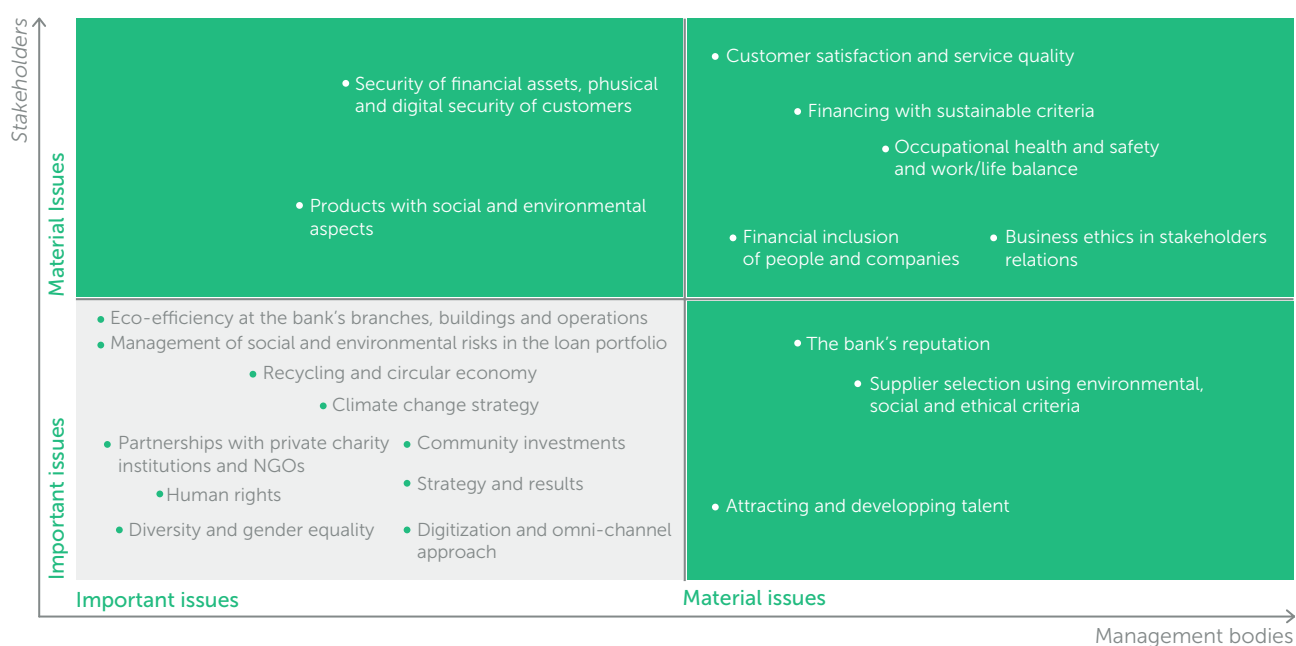 Stakeholders
Material Issues
Important issues
• Security of financial assets, phusical
and digital security of customers
• Products with social and environmental
aspects
• Customer satisfaction and service quality
• Financing with sustainable criteria
• Occupational health and safety
and work/life balance
• Financial inclusion
of people and companies
• Business ethics in stakeholders
relations
• Eco-efficiency at the bank's branches, buildings and operations
• Management of social and environmental risks in the loan portfolio
• Recycling and circular economy
• Climate change strategy
• Partnerships with private charity
institutions and NGOs
• Community investments
• Human rights
• Strategy and results
• Diversity and gender equality
• Digitization and omni-channel
approach
• The bank's reputation
• Supplier selection using environmental,
social and ethical criteria
• Attracting and developping talent
Important issues
Material issues
Management bodies